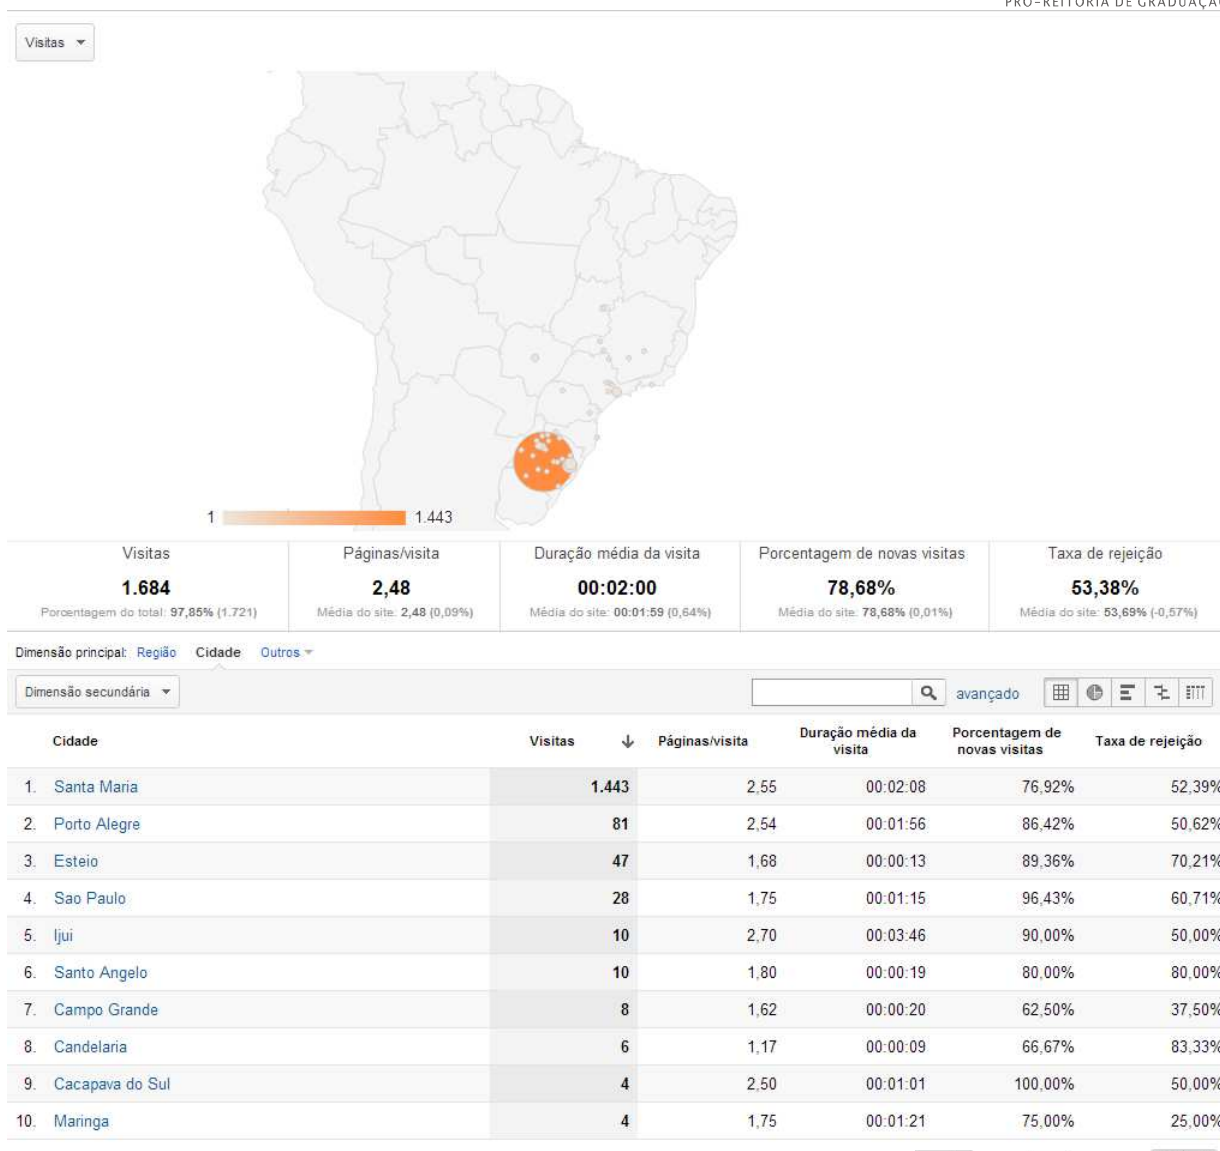 PRÓ-REITORIA DE GRADUAÇÃO
Visitas
1 1.443
Visitas Páginas/visita Duração média da visita Porcentagem de novas visitas Taxa de rejeição
1.684 2,48 00:02:00 78,68% 53,38%
Porcentagem do total: 97,85% (1.721) Média do site: 2,48 (0,09%) Média do site: 00:01:59 (0,64%) Média do site: 78,68% (0,01%) Média do site: 53,69% (-0,57%)
Dimensão principal: Região Cidade Outros
Dimensão secundária avançado
Cidade Visitas Páginas/visita Duração média da visita Porcentagem de novas visitas Taxa de rejeição
1. Santa Maria 1.443 2,55 00:02:08 76,92% 52,39%
2. Porto Alegre 81 2,54 00:01:56 86,42% 50,62%
3. Esteio 47 1,68 00:00:13 89,36% 70,21%
4. Sao Paulo 28 1,75 00:01:15 96,43% 60,71%
5. Ijui 10 2,70 00:03:46 90,00% 50,00%
6. Santo Angelo 10 1,80 00:00:19 80,00% 80,00%
7. Campo Grande 8 1,62 00:00:20 62,50% 37,50%
8. Candelaria 6 1,17 00:00:09 66,67% 83,33%
9. Cacapava do Sul 4 2,50 00:01:01 100,00% 50,00%
10. Maringa 4 1,75 00:01:21 75,00% 25,00%